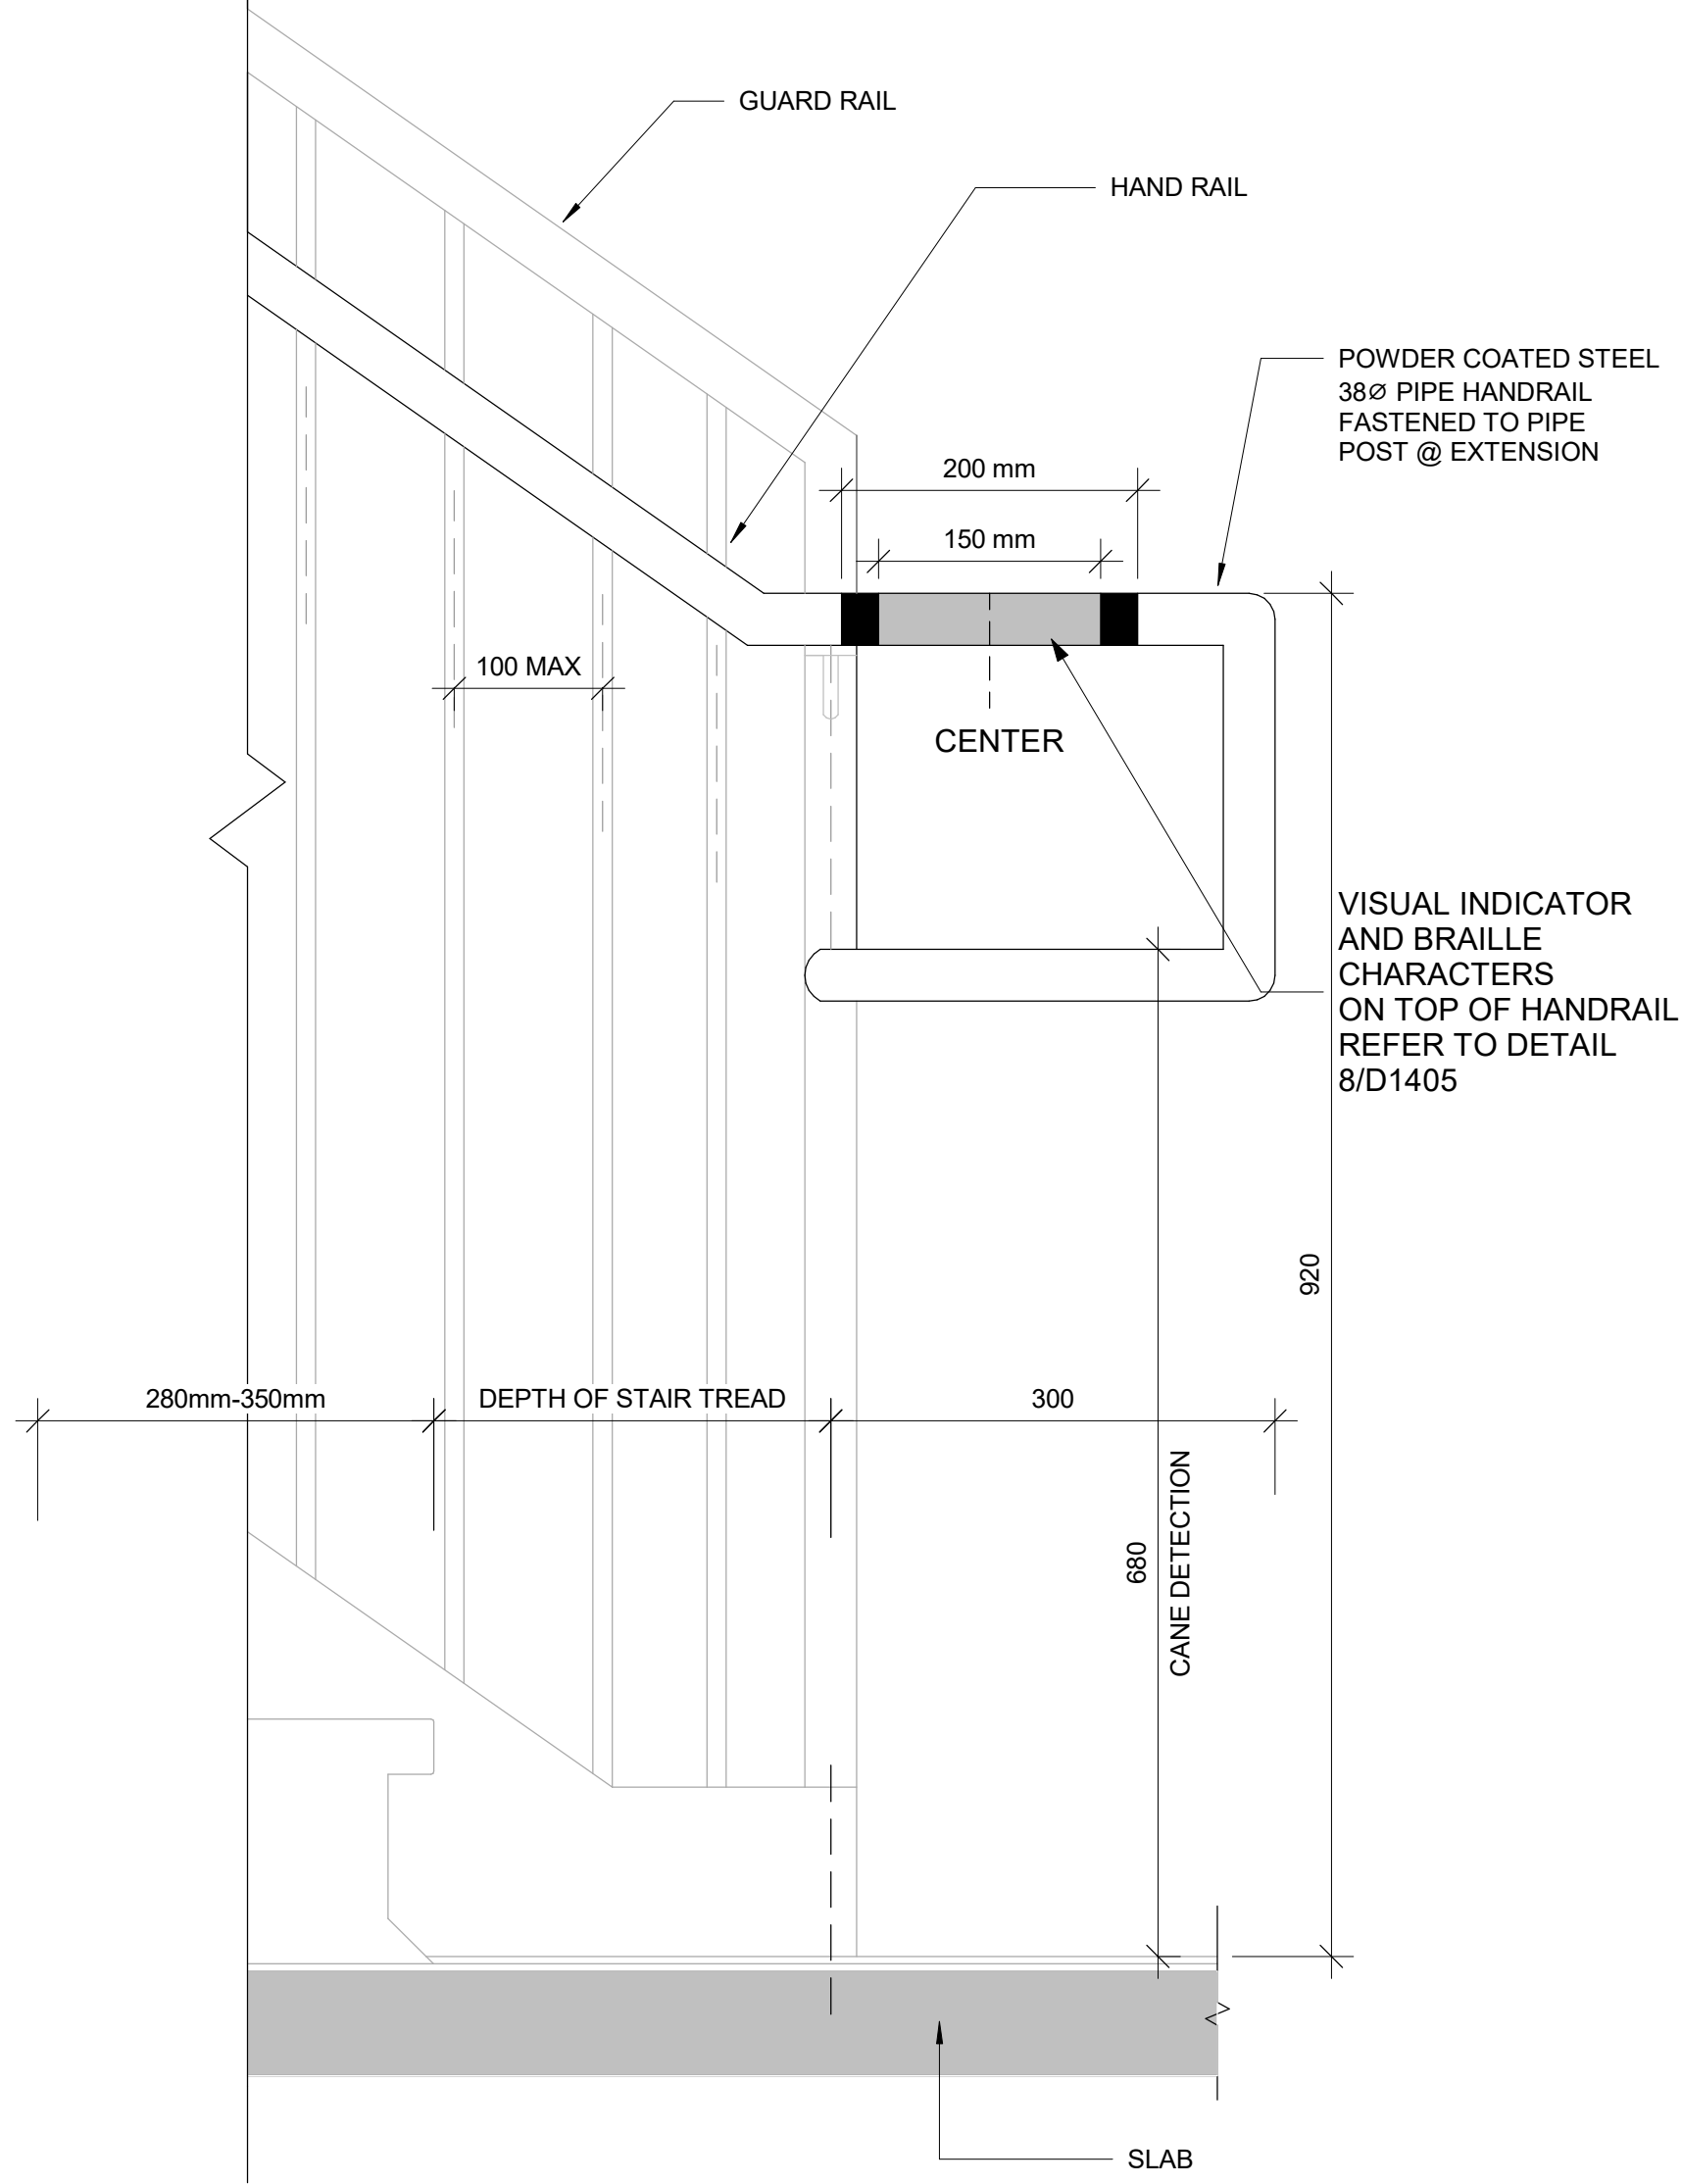 GUARD RAIL
HAND RAIL
POWDER COATED STEEL
38∅ PIPE HANDRAIL
FASTENED TO PIPE
POST @ EXTENSION
200 mm
150 mm
100 MAX
CENTER
VISUAL INDICATOR
AND BRAILLE
CHARACTERS
ON TOP OF HANDRAIL
REFER TO DETAIL
8/D1405
920
280mm-350mm
DEPTH OF STAIR TREAD
300
680
CANE DETECTION
SLAB